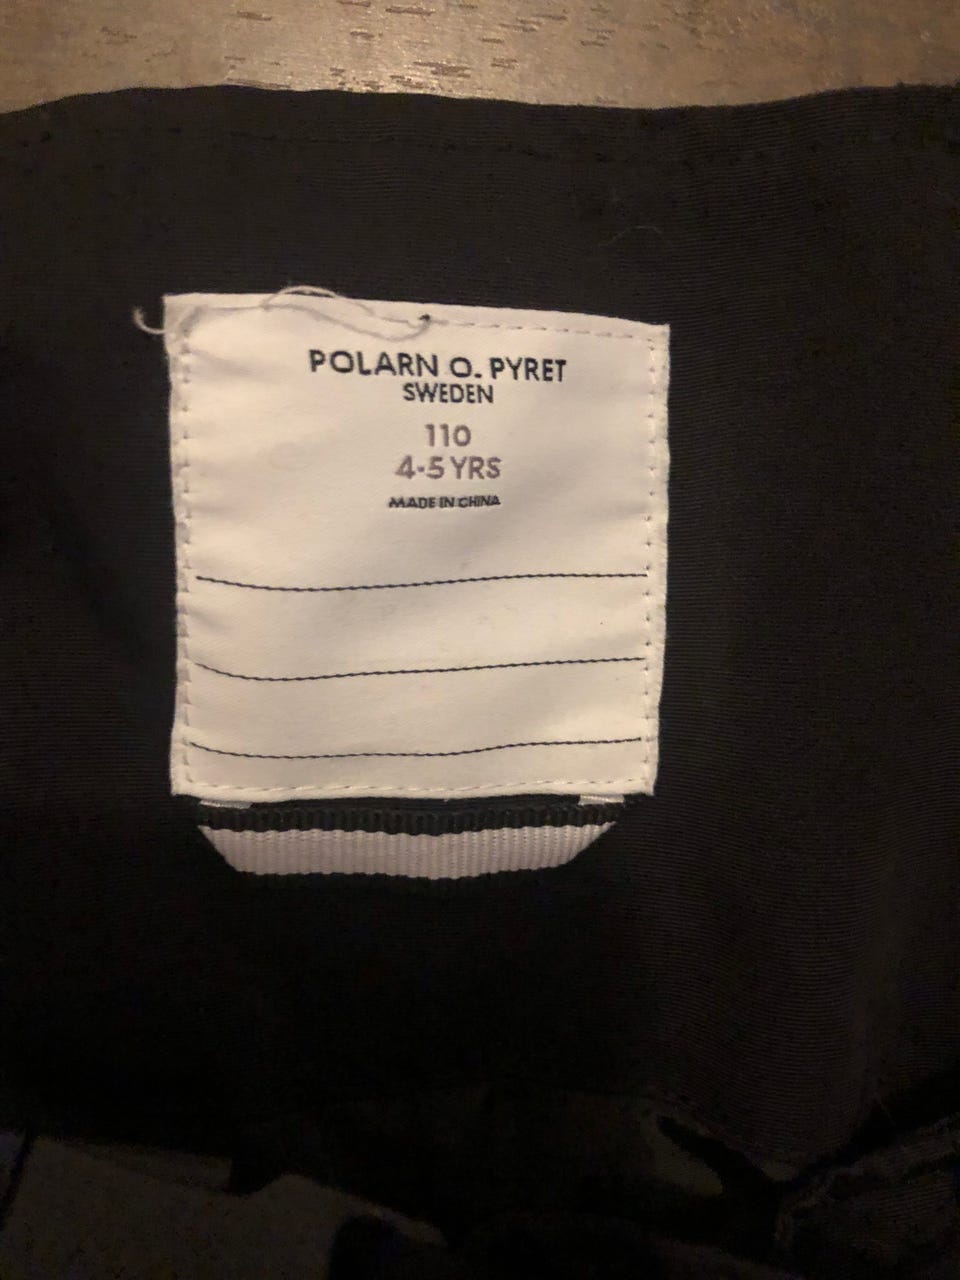 POLARN O. PYRET
SWEDEN
110
4-5 YRS
MADE IN CHINA